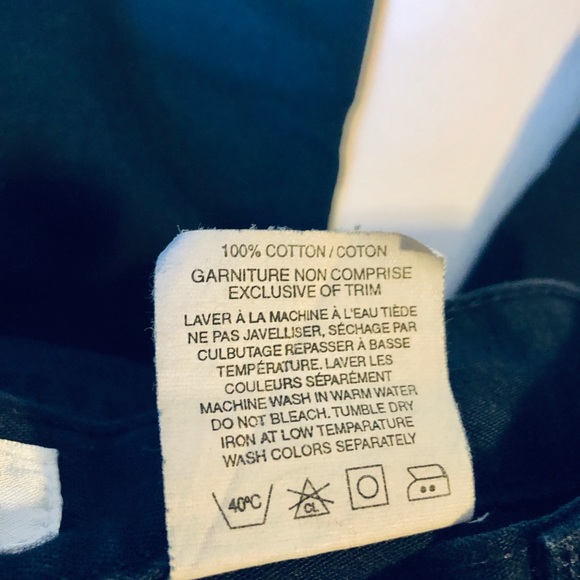 100% COTTON/COTON
GARNITURE NON COMPRISE
EXCLUSIVE OF TRIM
LAVER À LA MACHINE À L'EAU TIÈDE
NE PAS JAVELLISER, SÉCHAGE PAR
CULBUTAGE REPASSER À BASSE
TEMPÉRATURE. LAVER LES
COULEURS SÉPARÉMENT
MACHINE WASH IN WARM WATER
DO NOT BLEACH. TUMBLE DRY
IRON AT LOW TEMPARATURE
WASH COLORS SEPARATELY
40ºC CL